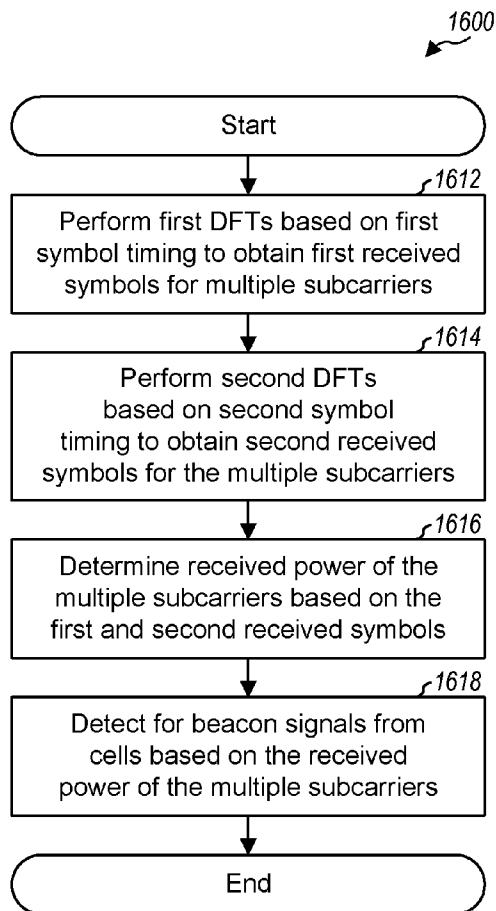 1600
Start
1612
Perform first DFTs based on first
symbol timing to obtain first received
symbols for multiple subcarriers
1614
Perform second DFTs
based on second symbol
timing to obtain second received
symbols for the multiple subcarriers
1616
Determine received power of the
multiple subcarriers based on the
first and second received symbols
1618
Detect for beacon signals from
cells based on the received
power of the multiple subcarriers
End